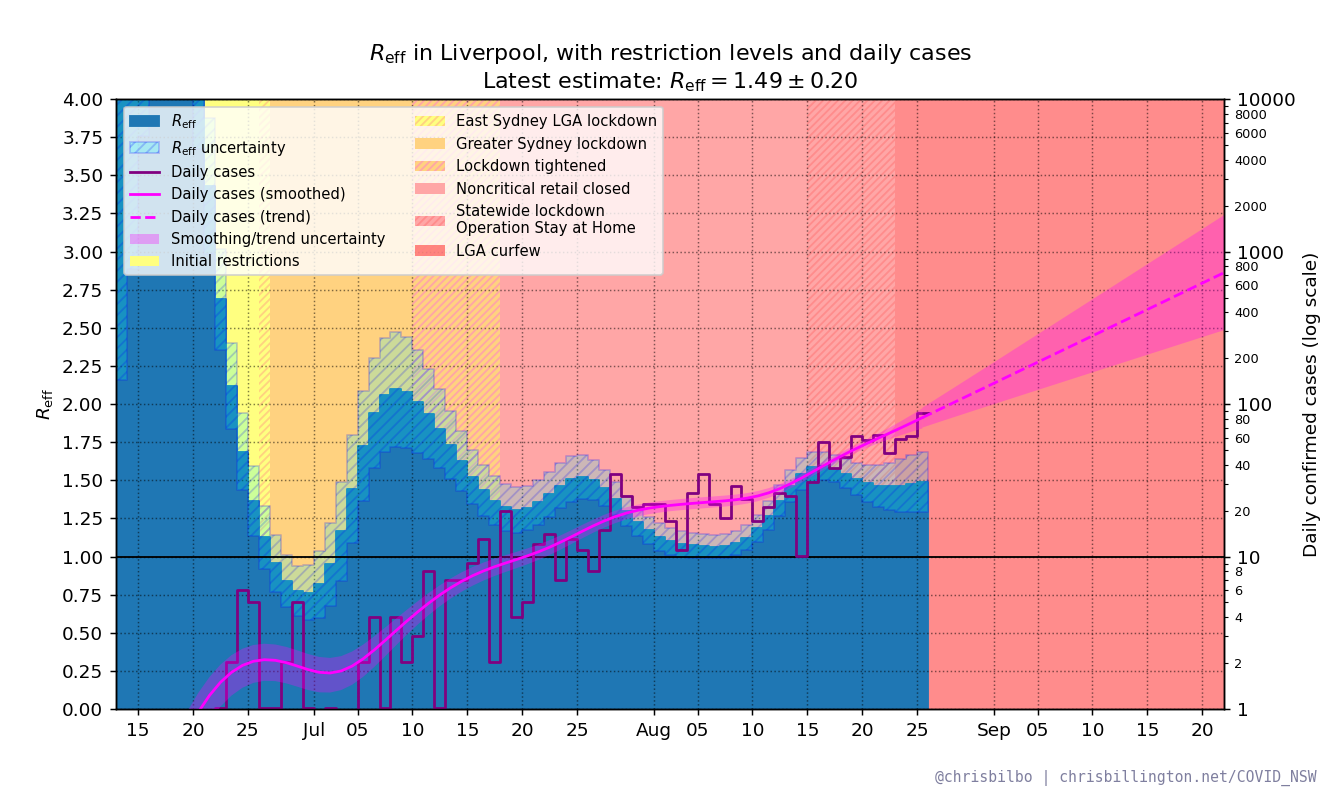 R_eff in Liverpool, with restriction levels and daily cases
Latest estimate: R_eff = 1.49 ± 0.20
R_eff
R_eff uncertainty
Daily cases
Daily cases (smoothed)
Daily cases (trend)
Smoothing/trend uncertainty
Initial restrictions
East Sydney LGA lockdown
Greater Sydney lockdown
Lockdown tightened
Noncritical retail closed
Statewide lockdown
Operation Stay at Home
LGA curfew
R_eff
4.00
3.75
3.50
3.25
3.00
2.75
2.50
2.25
2.00
1.75
1.50
1.25
1.00
0.75
0.50
0.25
0.00
10000
8000
6000
4000
2000
1000
800
600
400
200
100
80
60
40
20
10
8
6
4
2
1
Daily confirmed cases (log scale)
15 20 25 Jul 05 10 15 20 25 Aug 05 10 15 20 25 Sep 05 10 15 20
@chrisbilbo | chrisbillington.net/COVID_NSW